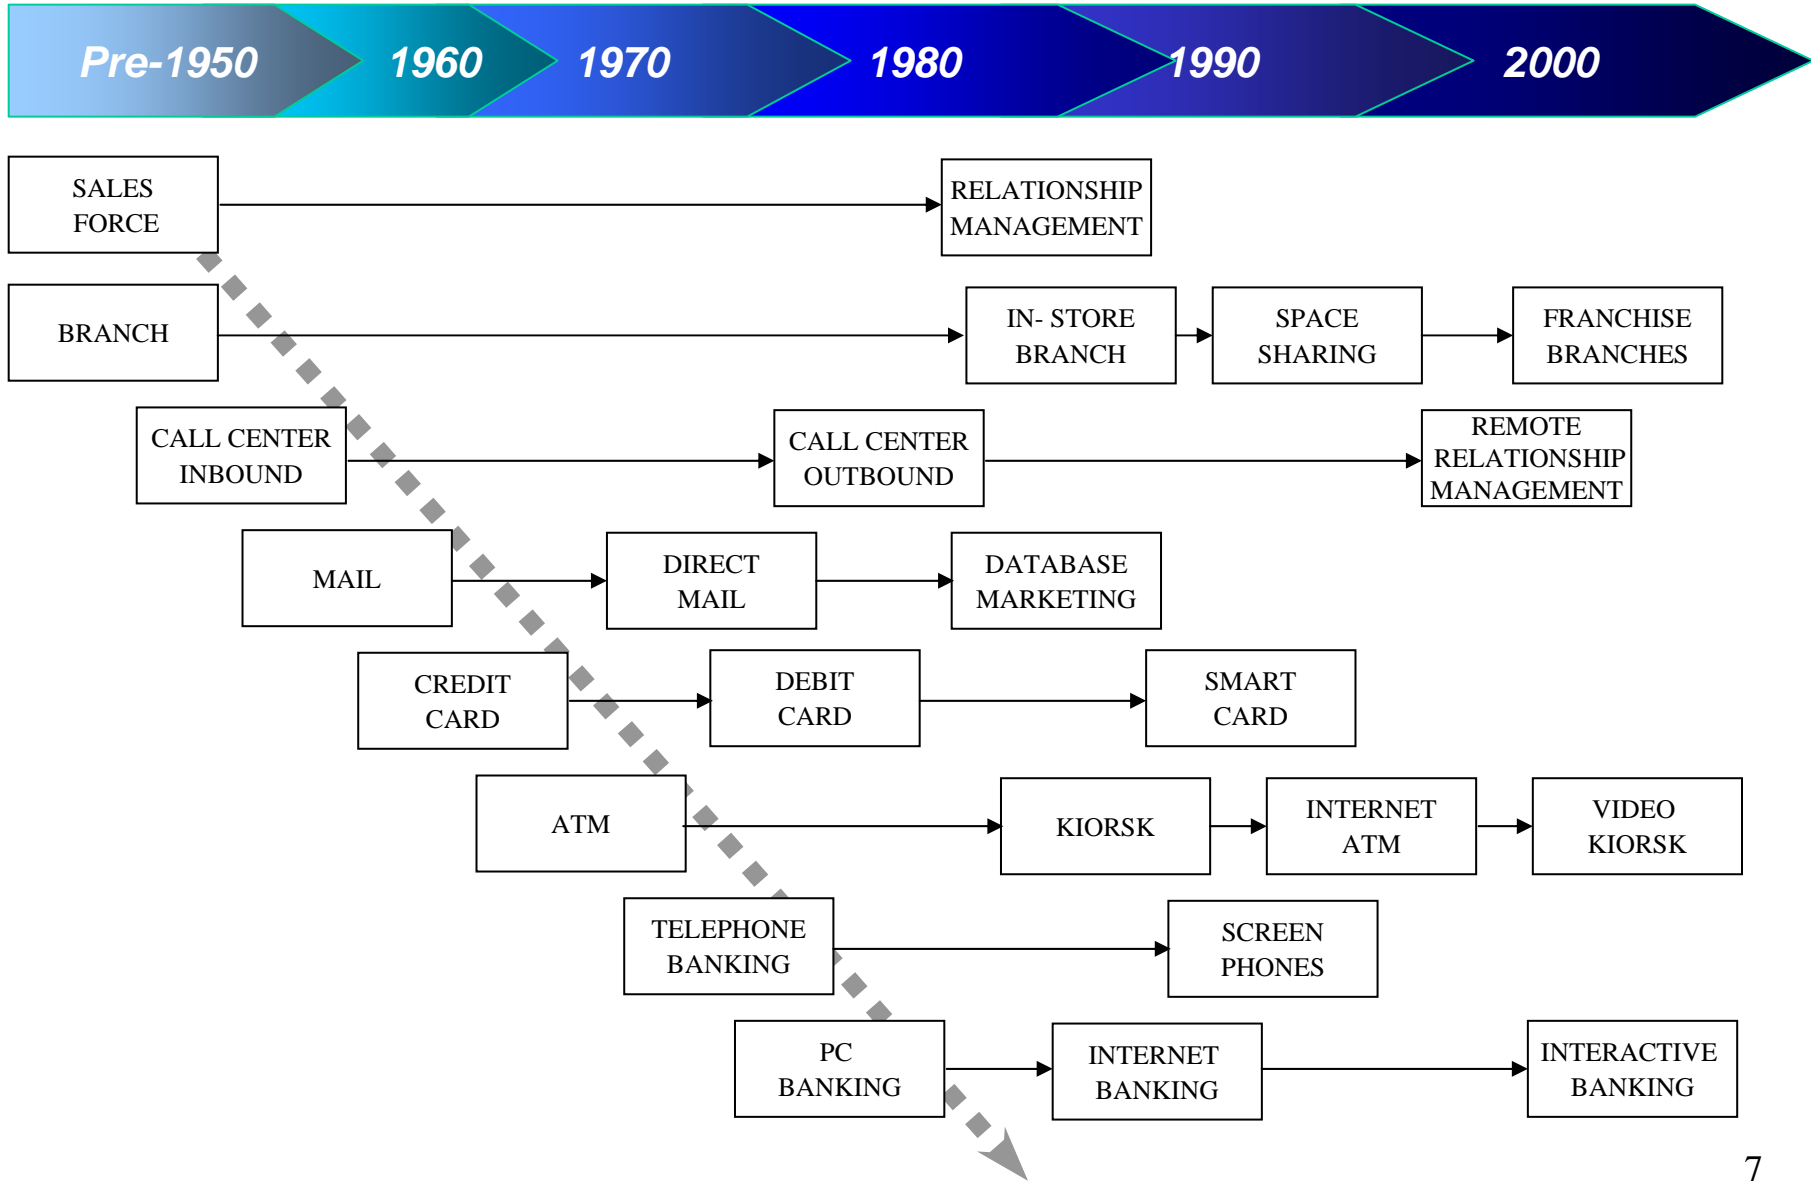 Pre-1950
1960
1970
1980
1990
2000
SALES
FORCE
RELATIONSHIP
MANAGEMENT
BRANCH
IN- STORE
BRANCH
SPACE
SHARING
FRANCHISE
BRANCHES
CALL CENTER
INBOUND
CALL CENTER
OUTBOUND
REMOTE
RELATIONSHIP
MANAGEMENT
MAIL
DIRECT
MAIL
DATABASE
MARKETING
CREDIT
CARD
DEBIT
CARD
SMART
CARD
ATM
KIORSK
INTERNET
ATM
VIDEO
KIORSK
TELEPHONE
BANKING
SCREEN
PHONES
PC
BANKING
INTERNET
BANKING
INTERACTIVE
BANKING
7